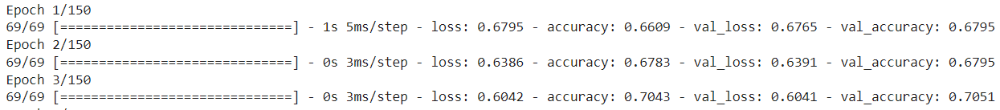 Epoch 1/150
69/69 [==============================] - 1s 5ms/step - loss: 0.6795 - accuracy: 0.6609 - val_loss: 0.6765 - val_accuracy: 0.6795
Epoch 2/150
69/69 [==============================] - 0s 3ms/step - loss: 0.6386 - accuracy: 0.6783 - val_loss: 0.6391 - val_accuracy: 0.6795
Epoch 3/150
69/69 [==============================] - 0s 3ms/step - loss: 0.6042 - accuracy: 0.7043 - val_loss: 0.6041 - val_accuracy: 0.7051